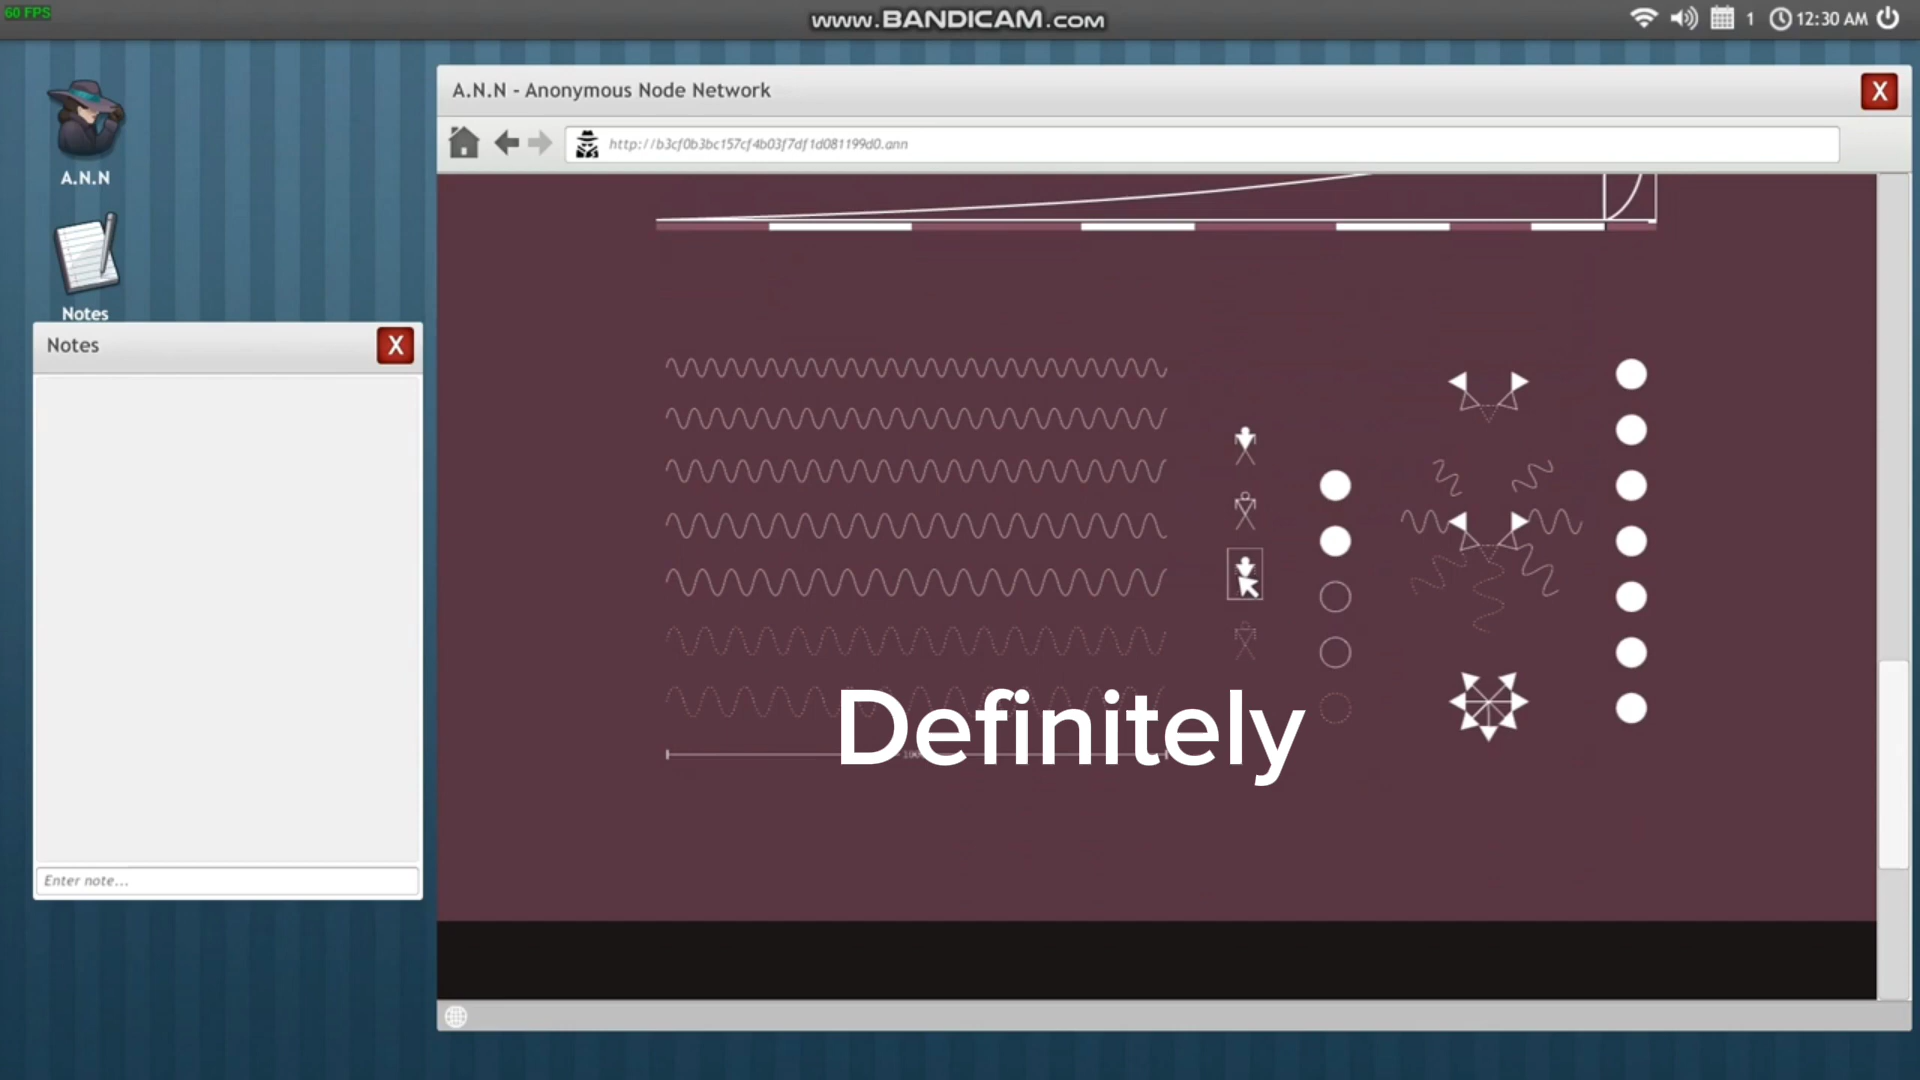 60 FPS
www.BANDICAM.com
1
12:30 AM
A.N.N
Notes
Notes
X
Enter note...
A.N.N - Anonymous Node Network
X
http://b3cf0b3bc157cf4b03f7df1d081199d0.ann
Definitely